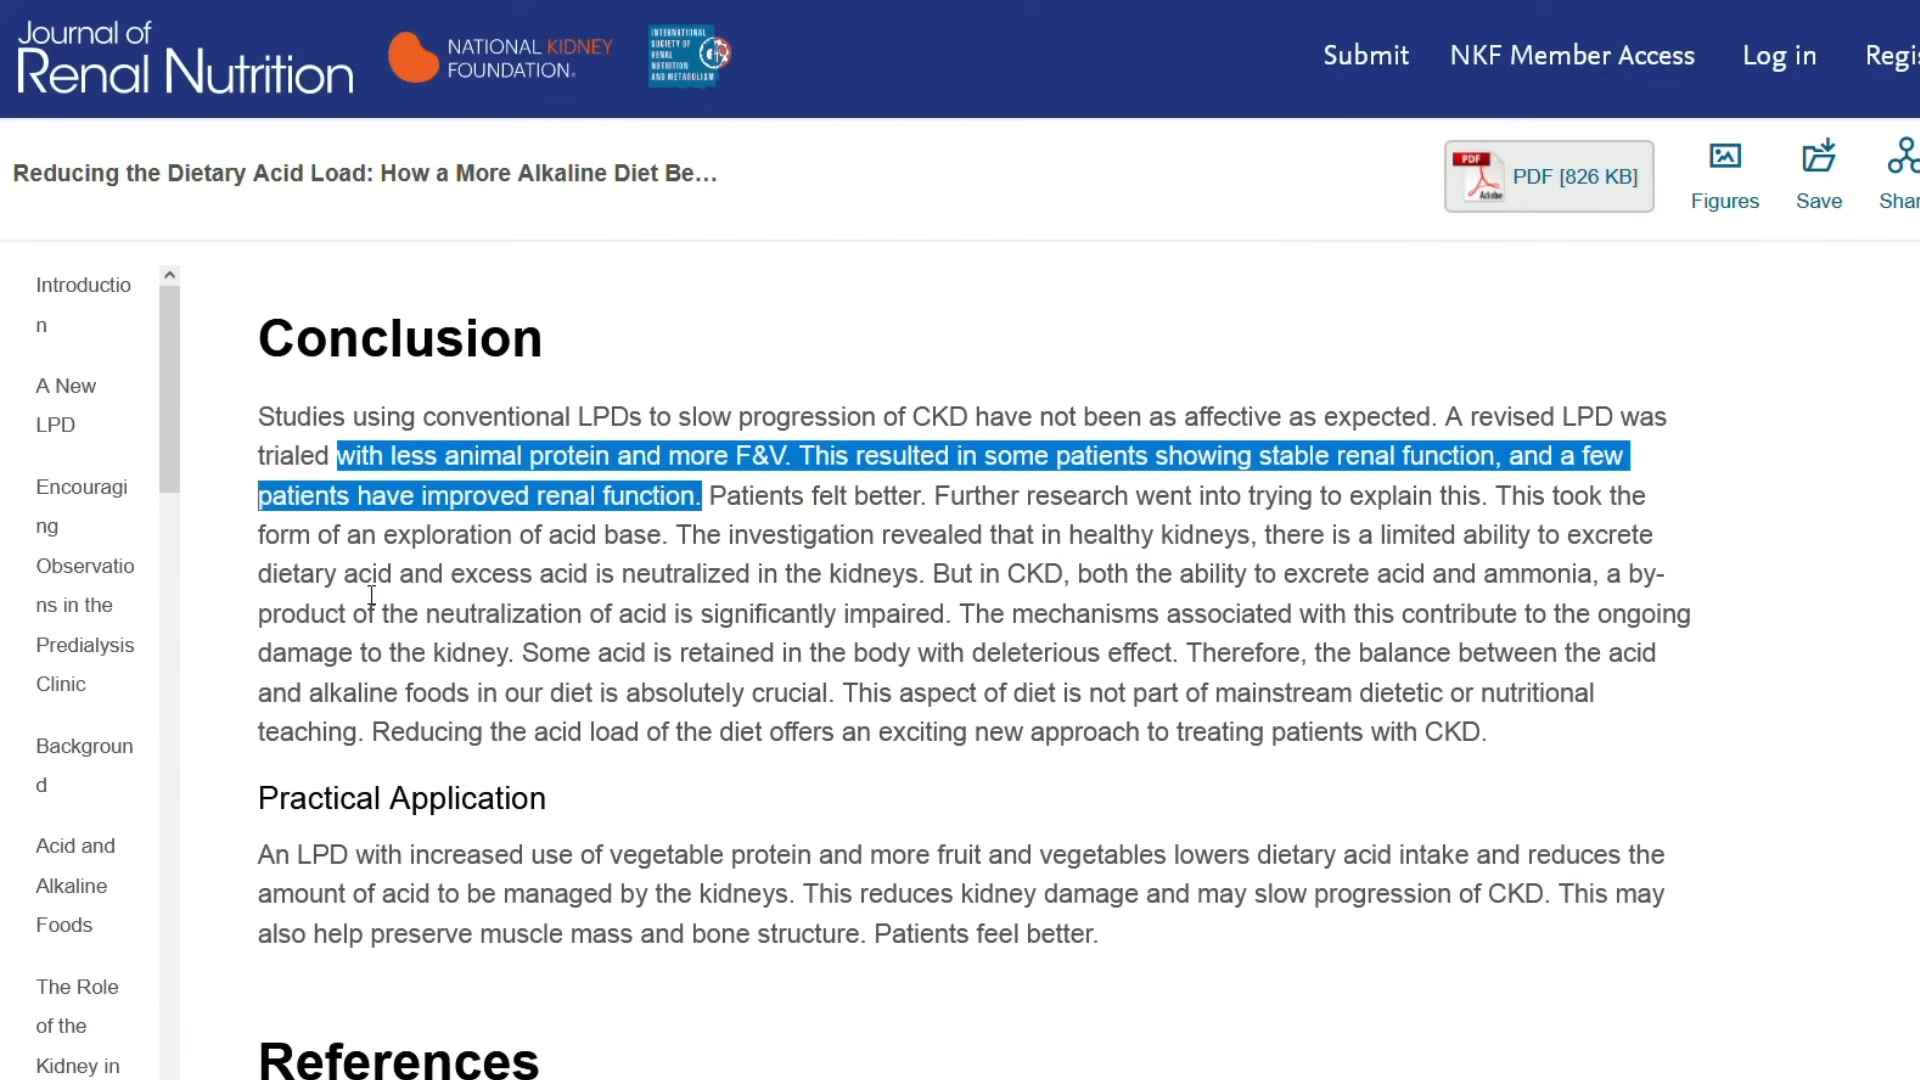 Journal of
Renal Nutrition
NATIONAL KIDNEY
FOUNDATION®
INTERNATIONAL
SOCIETY OF
RENAL
NUTRITION
AND METABOLISM
Submit NKF Member Access Log in Regis
Reducing the Dietary Acid Load: How a More Alkaline Diet Be…
PDF
Adobe
PDF [826 KB]
Figures
Save
Shar
Introductio
n
A New
LPD
Encouragi
ng
Observatio
ns in the
Predialysis
Clinic
Backgroun
d
Acid and
Alkaline
Foods
The Role
of the
Kidney in
Conclusion
Studies using conventional LPDs to slow progression of CKD have not been as affective as expected. A revised LPD was
trialed with less animal protein and more F&V. This resulted in some patients showing stable renal function, and a few
patients have improved renal function. Patients felt better. Further research went into trying to explain this. This took the
form of an exploration of acid base. The investigation revealed that in healthy kidneys, there is a limited ability to excrete
dietary acid and excess acid is neutralized in the kidneys. But in CKD, both the ability to excrete acid and ammonia, a by-
product of the neutralization of acid is significantly impaired. The mechanisms associated with this contribute to the ongoing
damage to the kidney. Some acid is retained in the body with deleterious effect. Therefore, the balance between the acid
and alkaline foods in our diet is absolutely crucial. This aspect of diet is not part of mainstream dietetic or nutritional
teaching. Reducing the acid load of the diet offers an exciting new approach to treating patients with CKD.
Practical Application
An LPD with increased use of vegetable protein and more fruit and vegetables lowers dietary acid intake and reduces the
amount of acid to be managed by the kidneys. This reduces kidney damage and may slow progression of CKD. This may
also help preserve muscle mass and bone structure. Patients feel better.
References